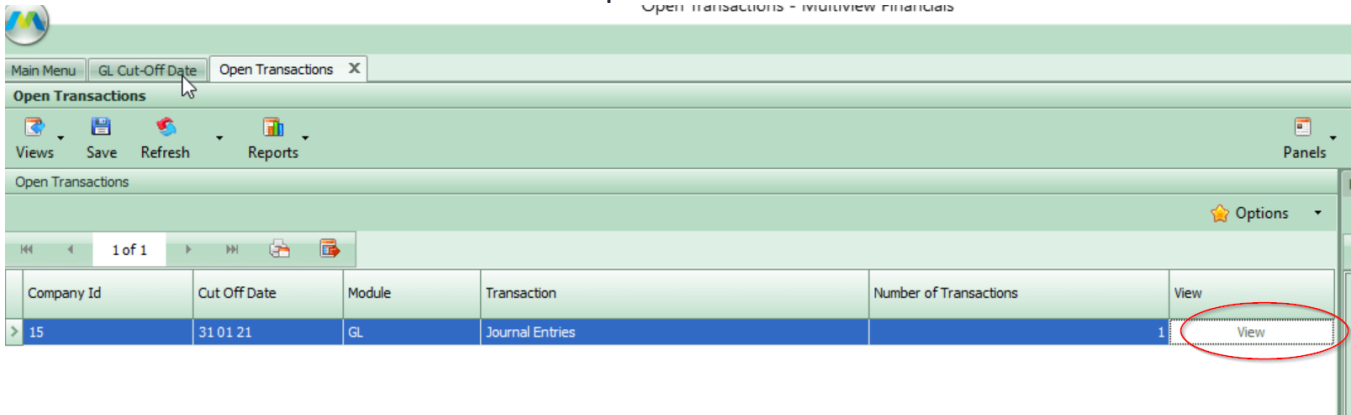 Open Transactions - Multiview Financials
Main Menu GL Cut-Off Date Open Transactions X
Open Transactions
Views Save Refresh Reports Panels
Open Transactions
Options
1 of 1
Company Id Cut Off Date Module Transaction Number of Transactions View
15 31 01 21 GL Journal Entries 1 View